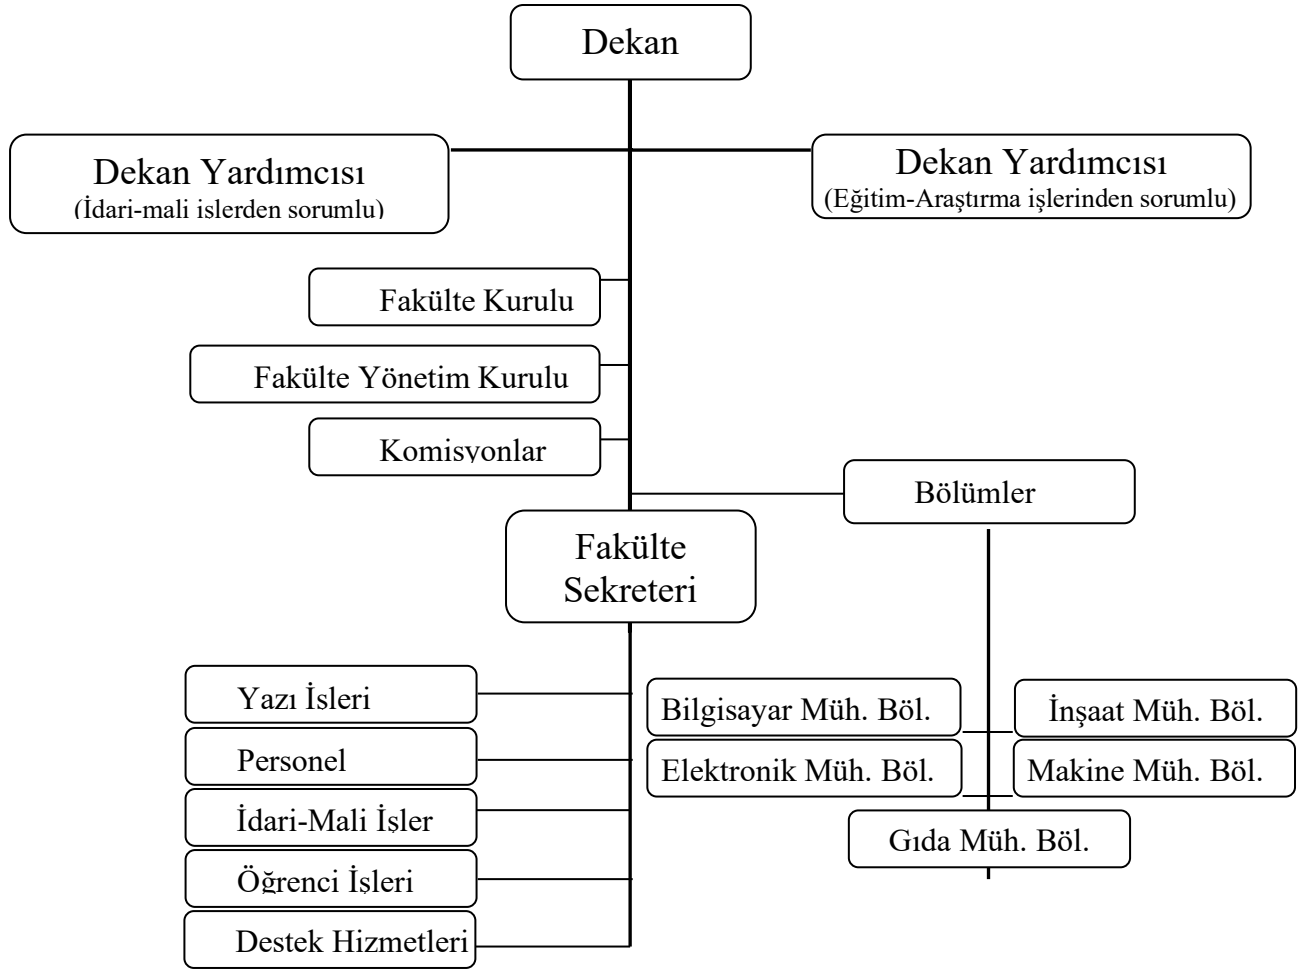 Dekan
Dekan Yardımcısı
(İdari-mali işlerden sorumlu)
Dekan Yardımcısı
(Eğitim-Araştırma işlerinden sorumlu)
Fakülte Kurulu
Fakülte Yönetim Kurulu
Komisyonlar
Bölümler
Fakülte
Sekreteri
Yazı İşleri
Personel
İdari-Mali İşler
Öğrenci İşleri
Destek Hizmetleri
Bilgisayar Müh. Böl.
İnşaat Müh. Böl.
Elektronik Müh. Böl.
Makine Müh. Böl.
Gıda Müh. Böl.